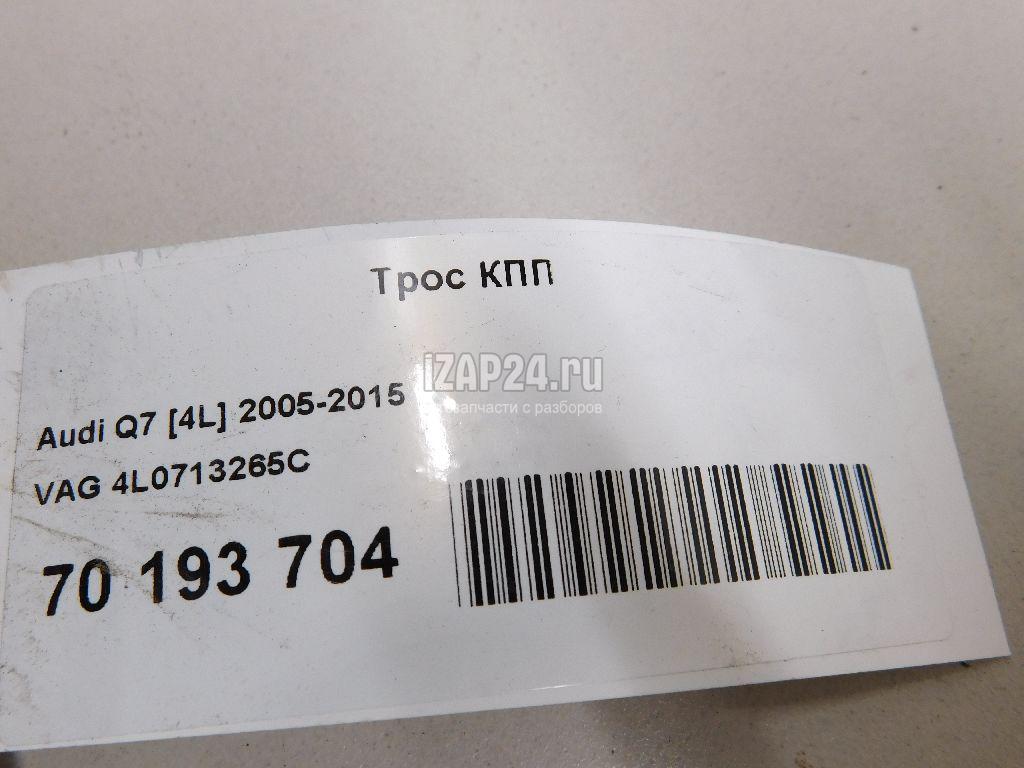 Трос КПП
iZAP24.ru
запчасти с разборов
Audi Q7 [4L] 2005-2015
VAG 4L0713265C
70 193 704